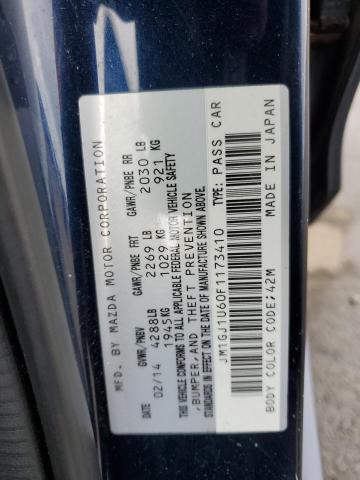 MFD. BY MAZDA MOTOR CORPORATION
DATE GVWR/PNBV GAWR/PNBE FRT GAWR/PNBE RR
02/14 4288LB 2269 LB 2030 LB
1945KG 1029 KG 921 KG
THIS VEHICLE CONFORMS TO ALL APPLICABLE FEDERAL MOTOR VEHICLE SAFETY
,BUMPER,AND THEFT PREVENTION
STANDARDS IN EFFECT ON THE DATE OF MANUFACTURE SHOWN ABOVE.
JM1GJ1U60F1173410 TYPE: PASS CAR
BODY COLOR CODE;42M MADE IN JAPAN